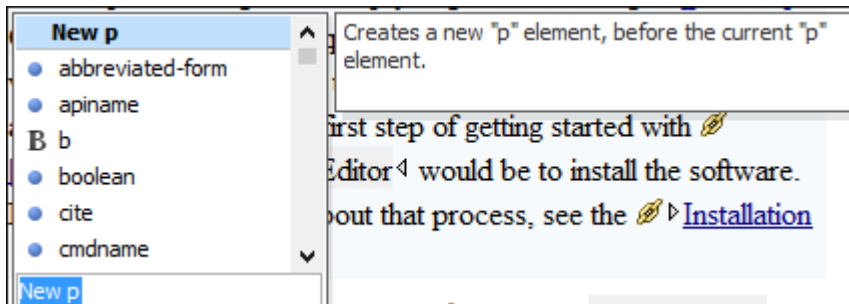 New p
abbreviated-form
apiname
B b
boolean
cite
cmdname
New p
Creates a new "p" element, before the current "p"
element.
first step of getting started with
Editor would be to install the software.
out that process, see the Installation